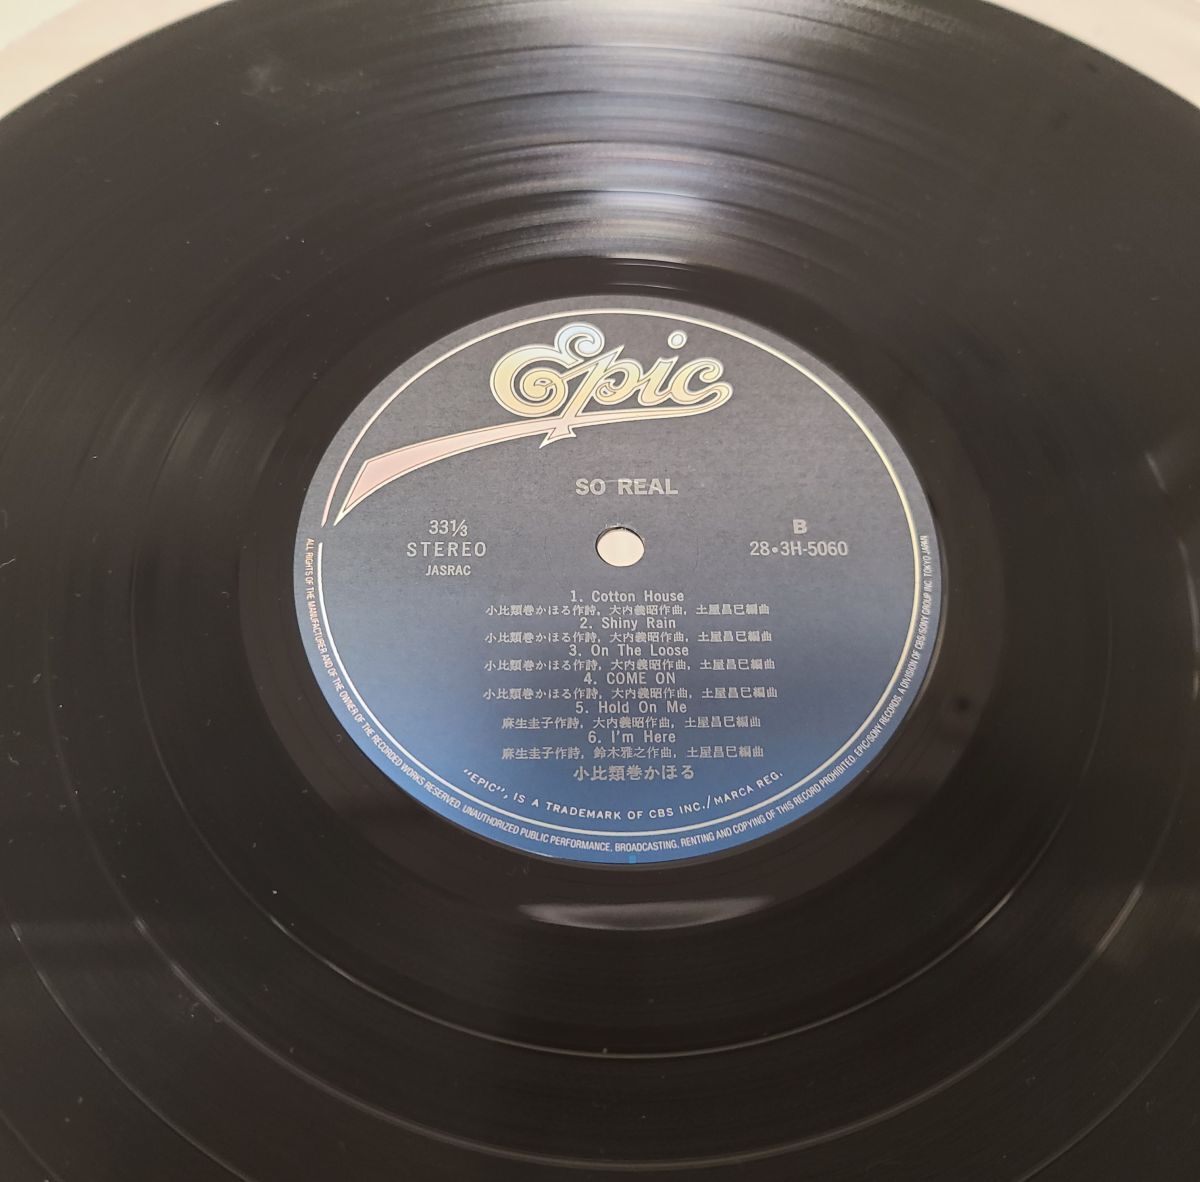 Epic
SO REAL
33⅓
STEREO
JASRAC
B
28・3H-5060
1. Cotton House
小比類巻かほる作詩, 大内義昭作曲, 土屋昌巳編曲
2. Shiny Rain
小比類巻かほる作詩, 大内義昭作曲, 土屋昌巳編曲
3. On The Loose
小比類巻かほる作詩, 大内義昭作曲, 土屋昌巳編曲
4. COME ON
小比類巻かほる作詩, 大内義昭作曲, 土屋昌巳編曲
5. Hold On Me
麻生圭子作詩, 大内義昭作曲, 土屋昌巳編曲
6. I'm Here
麻生圭子作詩, 鈴木雅之作曲, 土屋昌巳編曲
小比類巻かほる
"EPIC", IS A TRADEMARK OF CBS INC./MARCA REG.
ALL RIGHTS OF THE MANUFACTURER AND OF THE OWNER OF THE RECORDED WORKS RESERVED. UNAUTHORIZED PUBLIC PERFORMANCE, BROADCASTING, RENTING AND COPYING OF THIS RECORD PROHIBITED. EPIC/SONY RECORDS. A DIVISION OF CBS/SONY GROUP INC. TOKYO JAPAN